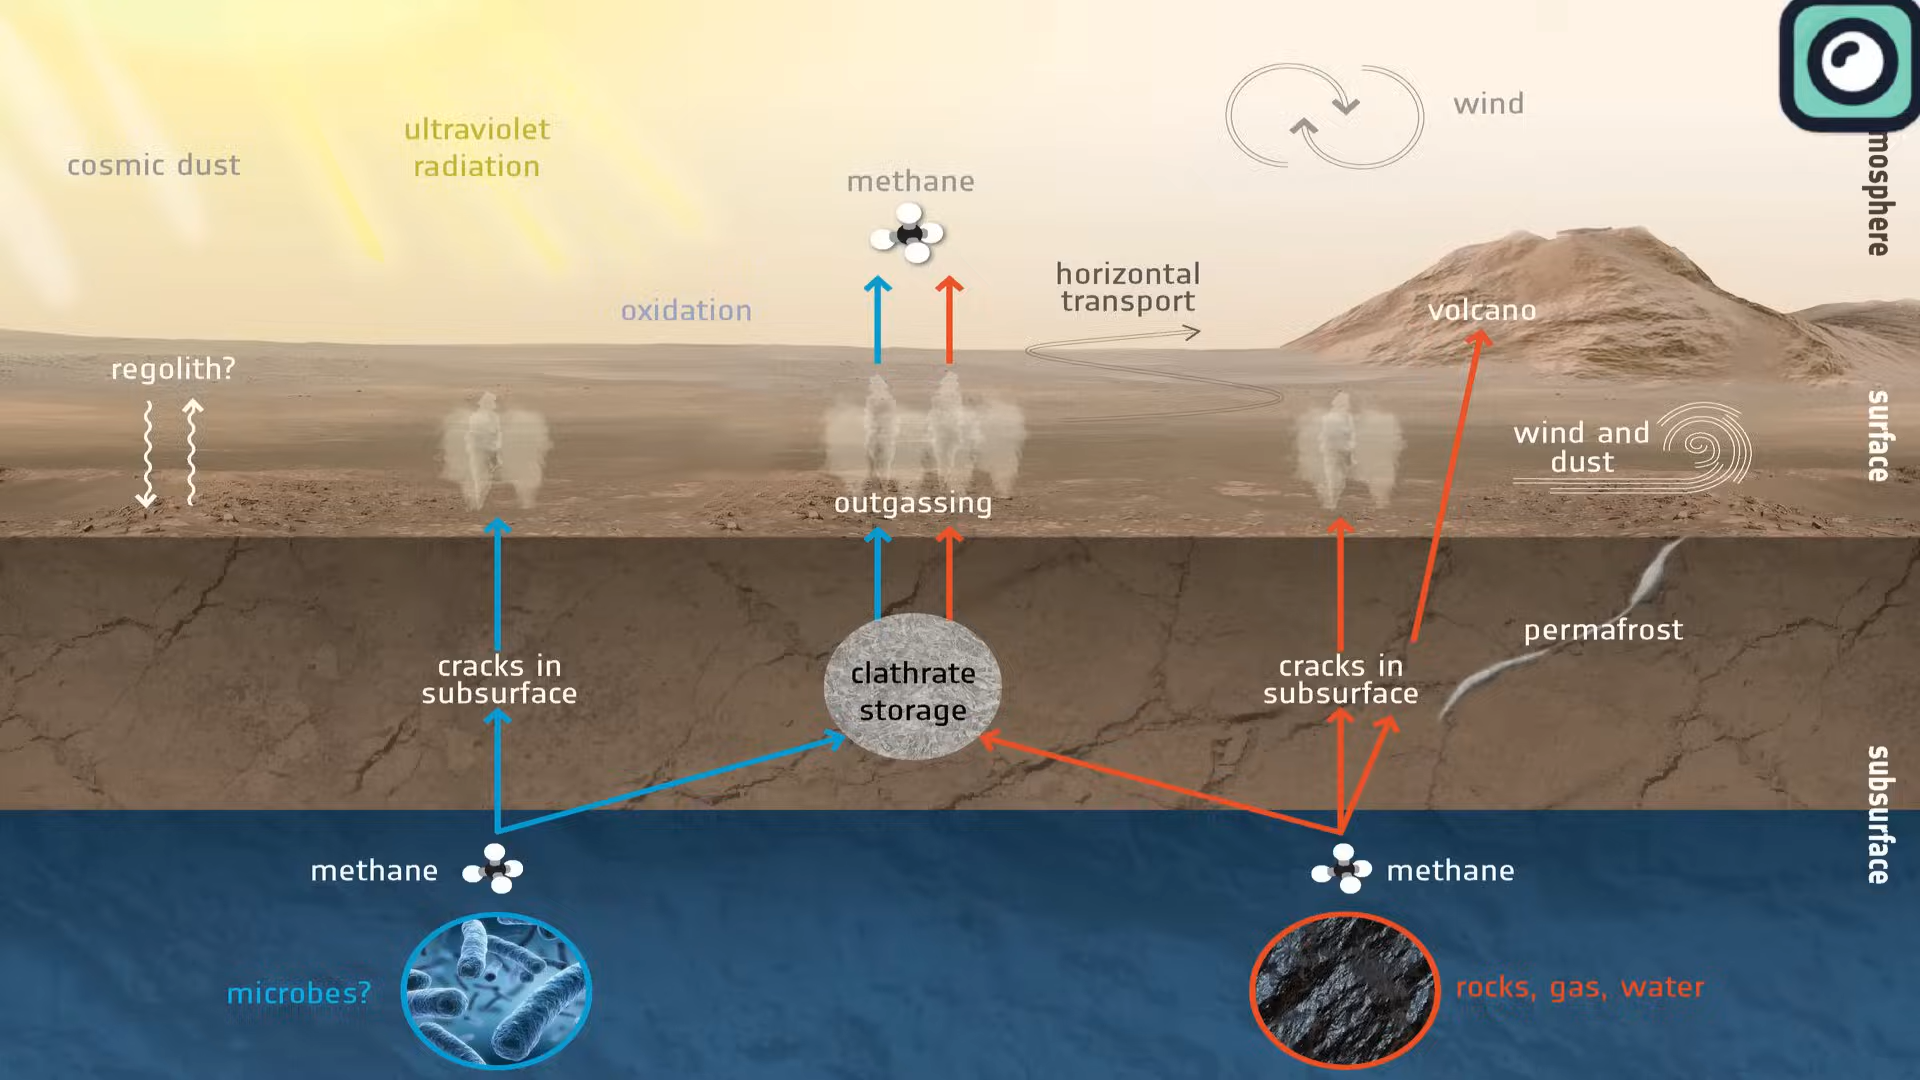 cosmic dust
ultraviolet
radiation
wind
methane
mosphere
horizontal
transport
oxidation
volcano
regolith?
wind and
dust
surface
outgassing
permafrost
cracks in
subsurface
clathrate
storage
cracks in
subsurface
subsurface
methane
methane
microbes?
rocks, gas, water